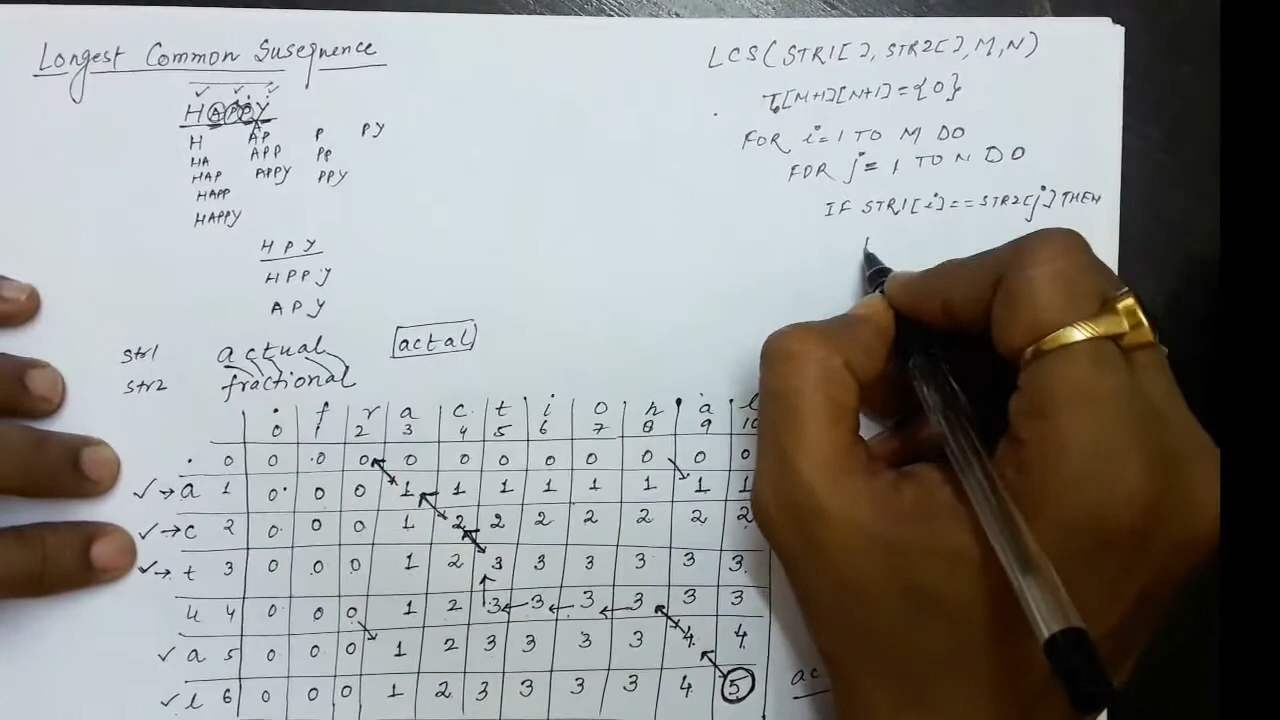 Longest Common Susequence
HAPPY
H AP P PY
HA APP PP
HAP APPY PPY
HAPP
HAPPY
HPY
HPPY
APY
str1 actual actal
str2 fractional
. f r a c t i o n a l
0 1 2 3 4 5 6 7 8 9 10
. 0 0 0 0 0 0 0 0 0 0 0 0
a 1 0 0 0 1 1 1 1 1 1 1 1
c 2 0 0 0 1 2 2 2 2 2 2 2
t 3 0 0 0 1 2 3 3 3 3 3 3
u 4 0 0 0 1 2 3 3 3 3 3 3
a 5 0 0 0 1 2 3 3 3 3 4 4
l 6 0 0 0 1 2 3 3 3 3 4 5
LCS(STR1[], STR2[], M, N)
T[M+1][N+1]={0}
FOR i=1 TO M DO
FOR j=1 TO N DO
IF STR1[i]==STR2[j] THEN
ac